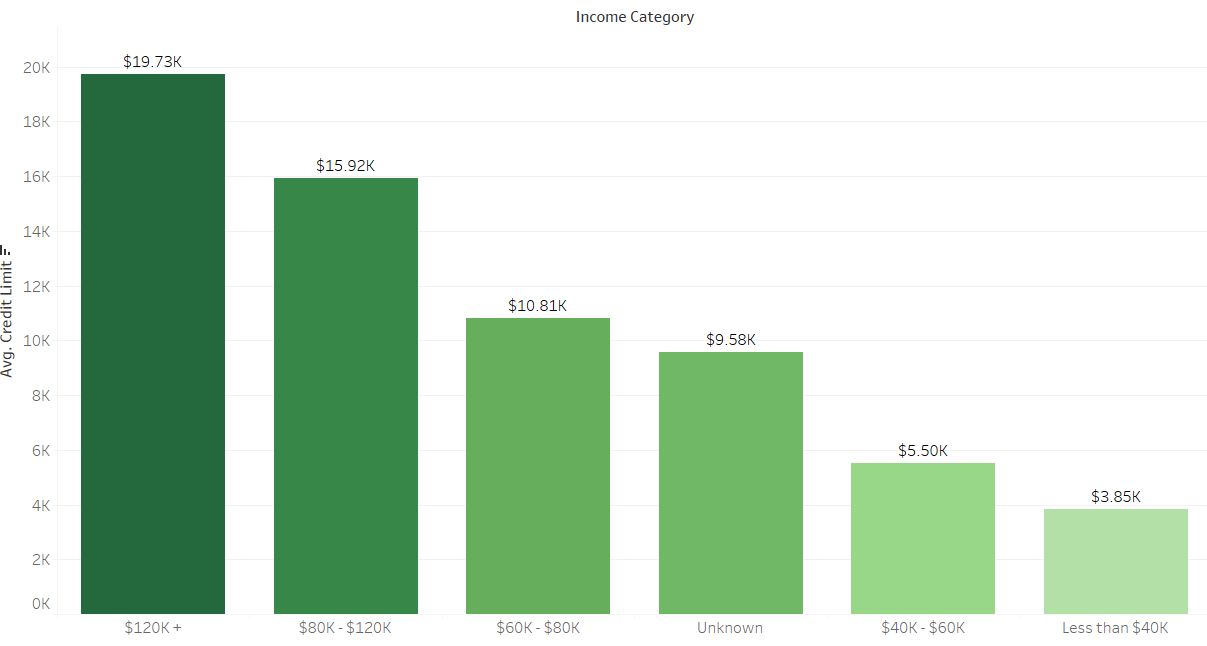 Income Category
$19.73K
$15.92K
$10.81K
$9.58K
$5.50K
$3.85K
Avg. Credit Limit
20K
18K
16K
14K
12K
10K
8K
6K
4K
2K
0K
$120K +
$80K - $120K
$60K - $80K
Unknown
$40K - $60K
Less than $40K